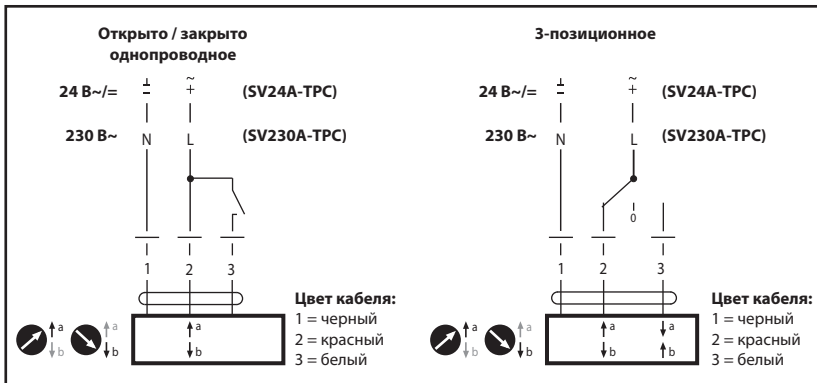 Открыто / закрыто
однопроводное
24 В~/=
⊥
–
~
+
(SV24A-TPC)
230 В~
N
L
(SV230A-TPC)
1
2
3
a
b
a
b
a
b
Цвет кабеля:
1 = черный
2 = красный
3 = белый
3-позиционное
24 В~/=
⊥
–
~
+
(SV24A-TPC)
230 В~
N
L
(SV230A-TPC)
0
1
2
3
a
b
a
b
a
b
a
b
Цвет кабеля:
1 = черный
2 = красный
3 = белый